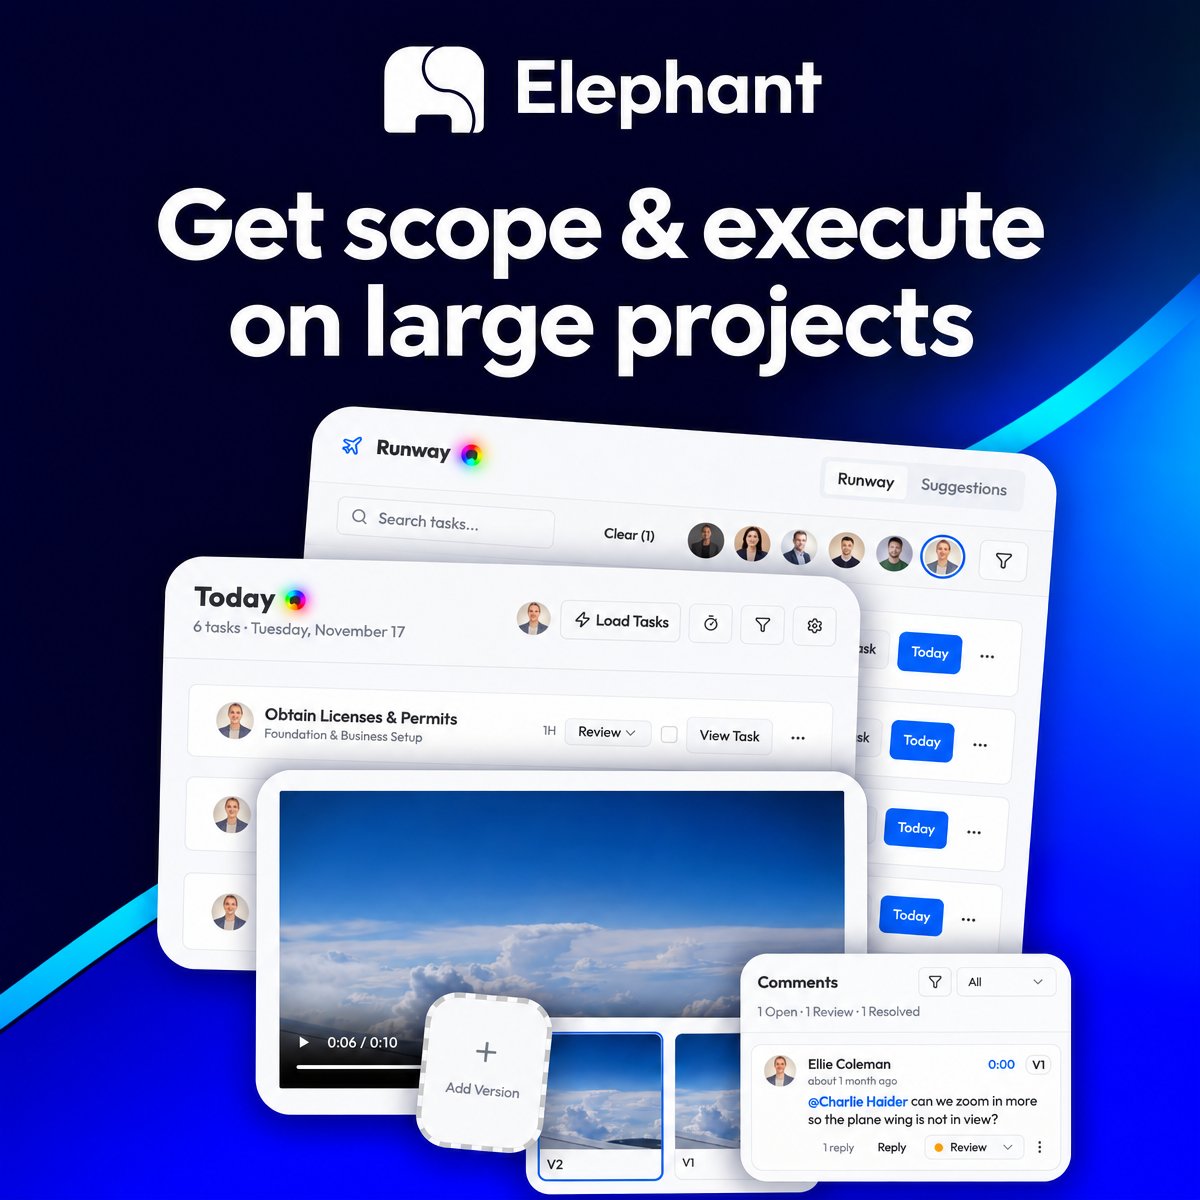 Elephant
Get scope & execute
on large projects
Runway
Runway
Suggestions
Search tasks...
Clear (1)
Today
6 tasks · Tuesday, November 17
Load Tasks
Today
Obtain Licenses & Permits
Foundation & Business Setup
1H
Review
View Task
Today
Today
Today
0:06 / 0:10
Add Version
V2
V1
Comments
All
1 Open · 1 Review · 1 Resolved
Ellie Coleman
0:00
V1
about 1 month ago
@Charlie Haider can we zoom in more
so the plane wing is not in view?
1 reply
Reply
Review